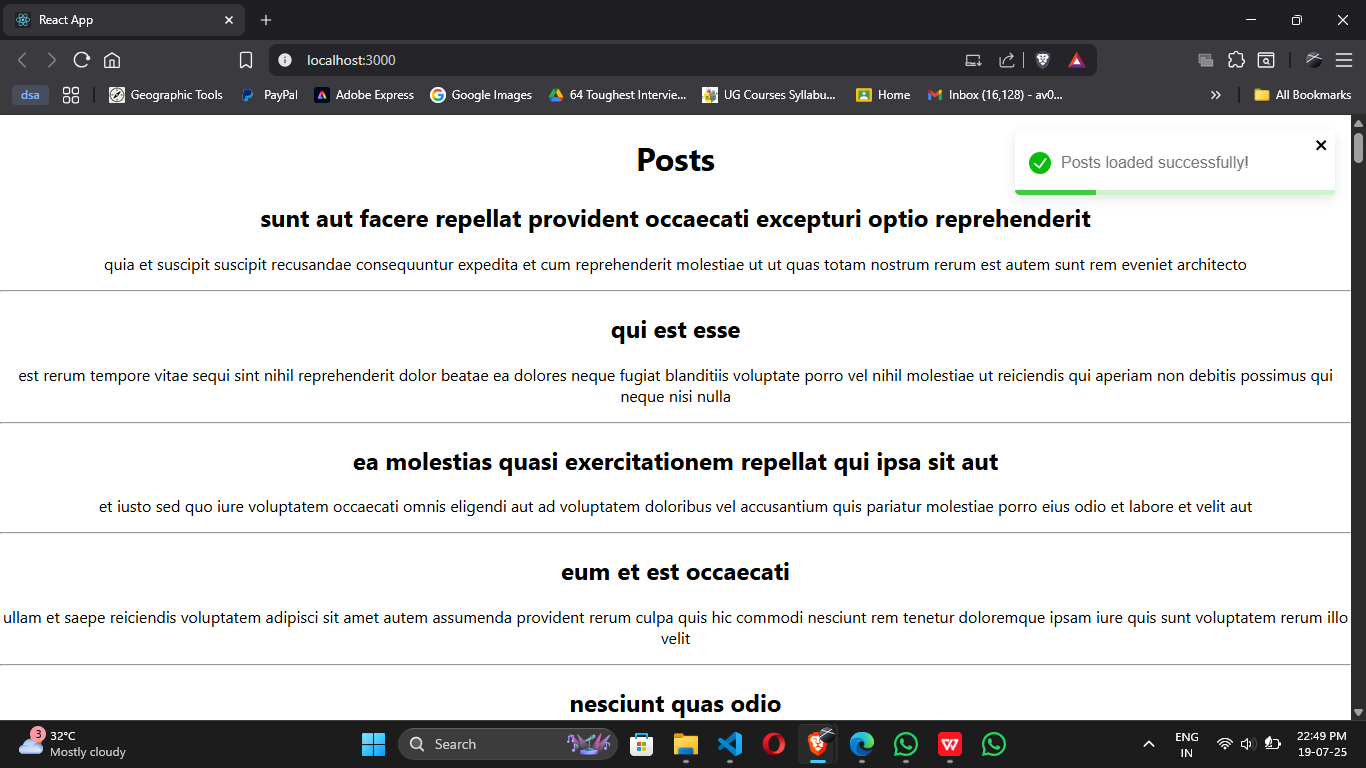 React App
localhost:3000
dsa
Geographic Tools
PayPal
Adobe Express
Google Images
64 Toughest Intervie...
UG Courses Syllabu...
Home
Inbox (16,128) - av0...
All Bookmarks
Posts
Posts loaded successfully!
sunt aut facere repellat provident occaecati excepturi optio reprehenderit
quia et suscipit suscipit recusandae consequuntur expedita et cum reprehenderit molestiae ut ut quas totam nostrum rerum est autem sunt rem eveniet architecto
qui est esse
est rerum tempore vitae sequi sint nihil reprehenderit dolor beatae ea dolores neque fugiat blanditiis voluptate porro vel nihil molestiae ut reiciendis qui aperiam non debitis possimus qui
neque nisi nulla
ea molestias quasi exercitationem repellat qui ipsa sit aut
et iusto sed quo iure voluptatem occaecati omnis eligendi aut ad voluptatem doloribus vel accusantium quis pariatur molestiae porro eius odio et labore et velit aut
eum et est occaecati
ullam et saepe reiciendis voluptatem adipisci sit amet autem assumenda provident rerum culpa quis hic commodi nesciunt rem tenetur doloremque ipsam iure quis sunt voluptatem rerum illo
velit
nesciunt quas odio
3
32°C
Mostly cloudy
Search
ENG
IN
22:49 PM
19-07-25